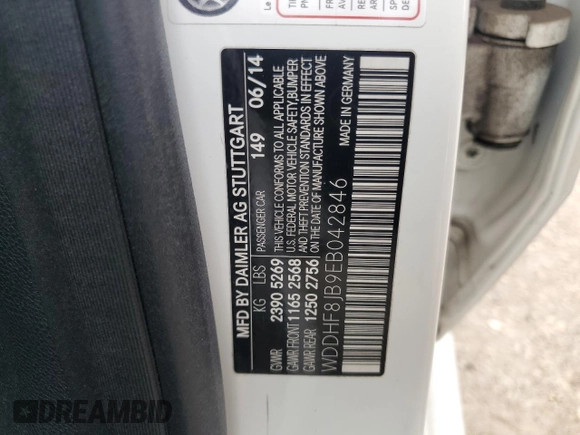 MFD BY DAIMLER AG STUTTGART
KG LBS PASSENGER CAR 149 06/14
GVWR 2390 5269 THIS VEHICLE CONFORMS TO ALL APPLICABLE
GAWR FRONT 1165 2568 U.S. FEDERAL MOTOR VEHICLE SAFETY, BUMPER
GAWR REAR 1250 2756 AND THEFT PREVENTION STANDARDS IN EFFECT
ON THE DATE OF MANUFACTURE SHOWN ABOVE
WDDHF8JB9EB042846
MADE IN GERMANY
DREAMBID